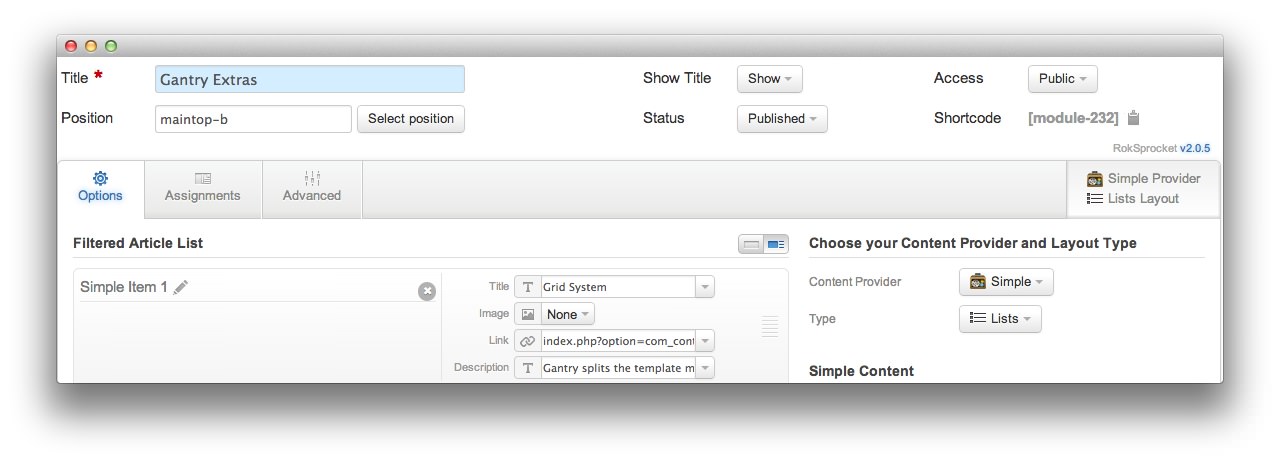 Title * Gantry Extras Show Title Show Access Public
Position maintop-b Select position Status Published Shortcode [module-232]
RokSprocket v2.0.5
Options Assignments Advanced
Simple Provider
Lists Layout
Filtered Article List
Simple Item 1
Title T Grid System
Image None
Link index.php?option=com_cont
Description T Gantry splits the template m
Choose your Content Provider and Layout Type
Content Provider Simple
Type Lists
Simple Content